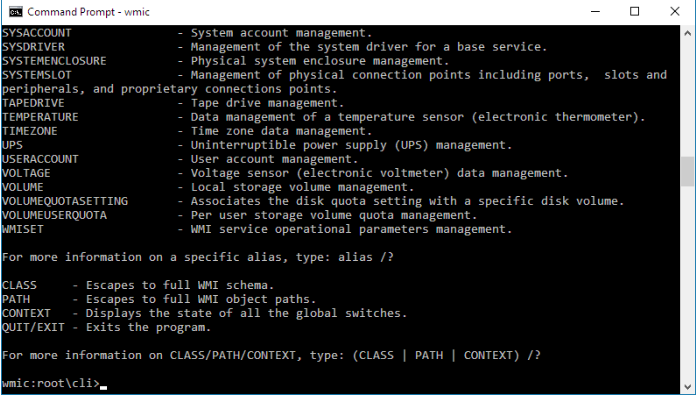 Command Prompt - wmic
SYSACCOUNT - System account management.
SYSDRIVER - Management of the system driver for a base service.
SYSTEMENCLOSURE - Physical system enclosure management.
SYSTEMSLOT - Management of physical connection points including ports,  slots and
peripherals, and proprietary connections points.
TAPEDRIVE - Tape drive management.
TEMPERATURE - Data management of a temperature sensor (electronic thermometer).
TIMEZONE - Time zone data management.
UPS - Uninterruptible power supply (UPS) management.
USERACCOUNT - User account management.
VOLTAGE - Voltage sensor (electronic voltmeter) data management.
VOLUME - Local storage volume management.
VOLUMEQUOTASETTING - Associates the disk quota setting with a specific disk volume.
VOLUMEUSERQUOTA - Per user storage volume quota management.
WMISET - WMI service operational parameters management.
For more information on a specific alias, type: alias /?
CLASS - Escapes to full WMI schema.
PATH - Escapes to full WMI object paths.
CONTEXT - Displays the state of all the global switches.
QUIT/EXIT - Exits the program.
For more information on CLASS/PATH/CONTEXT, type: (CLASS | PATH | CONTEXT) /?
wmic:root\cli>